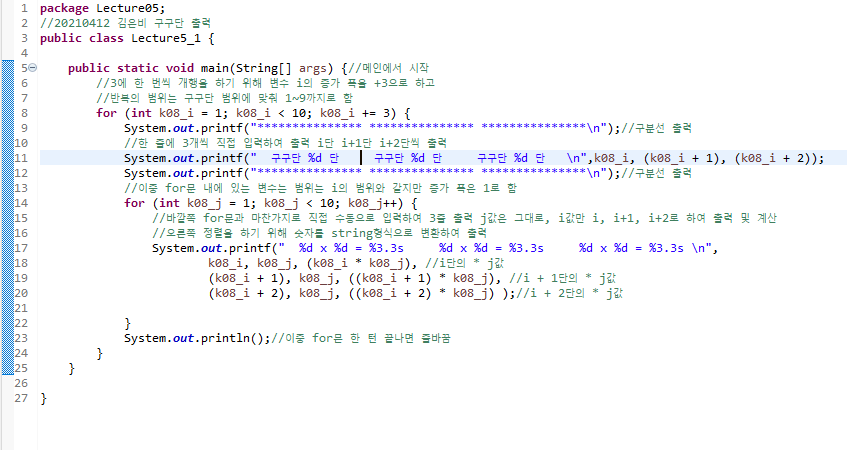 1 package Lecture05;
2 //20210412 김은비 구구단 출력
3 public class Lecture5_1 {
4
5 public static void main(String[] args) {//메인에서 시작
6 //3에 한 번씩 개행을 하기 위해 변수 i의 증가 폭을 +3으로 하고
7 //반복의 범위는 구구단 범위에 맞춰 1~9까지로 함
8 for (int k08_i = 1; k08_i < 10; k08_i += 3) {
9 System.out.printf("*************** *************** ***************\n");//구분선 출력
10 //한 줄에 3개씩 직접 입력하여 출력 i단 i+1단 i+2단씩 출력
11 System.out.printf("  구구단 %d 단     구구단 %d 단     구구단 %d 단   \n",k08_i, (k08_i + 1), (k08_i + 2));
12 System.out.printf("*************** *************** ***************\n");//구분선 출력
13 //이중 for문 내에 있는 변수는 범위는 i의 범위와 같지만 증가 폭은 1로 함
14 for (int k08_j = 1; k08_j < 10; k08_j++) {
15 //바깥쪽 for문과 마찬가지로 직접 수동으로 입력하여 3줄 출력 j값은 그대로, i값만 i, i+1, i+2로 하여 출력 및 계산
16 //오른쪽 정렬을 하기 위해 숫자를 string형식으로 변환하여 출력
17 System.out.printf("  %d x %d = %3.3s     %d x %d = %3.3s     %d x %d = %3.3s \n",
18 k08_i, k08_j, (k08_i * k08_j), //i단의 * j값
19 (k08_i + 1), k08_j, ((k08_i + 1) * k08_j), //i + 1단의 * j값
20 (k08_i + 2), k08_j, ((k08_i + 2) * k08_j) );//i + 2단의 * j값
21
22 }
23 System.out.println();//이중 for문 한 턴 끝나면 줄바꿈
24 }
25 }
26
27 }